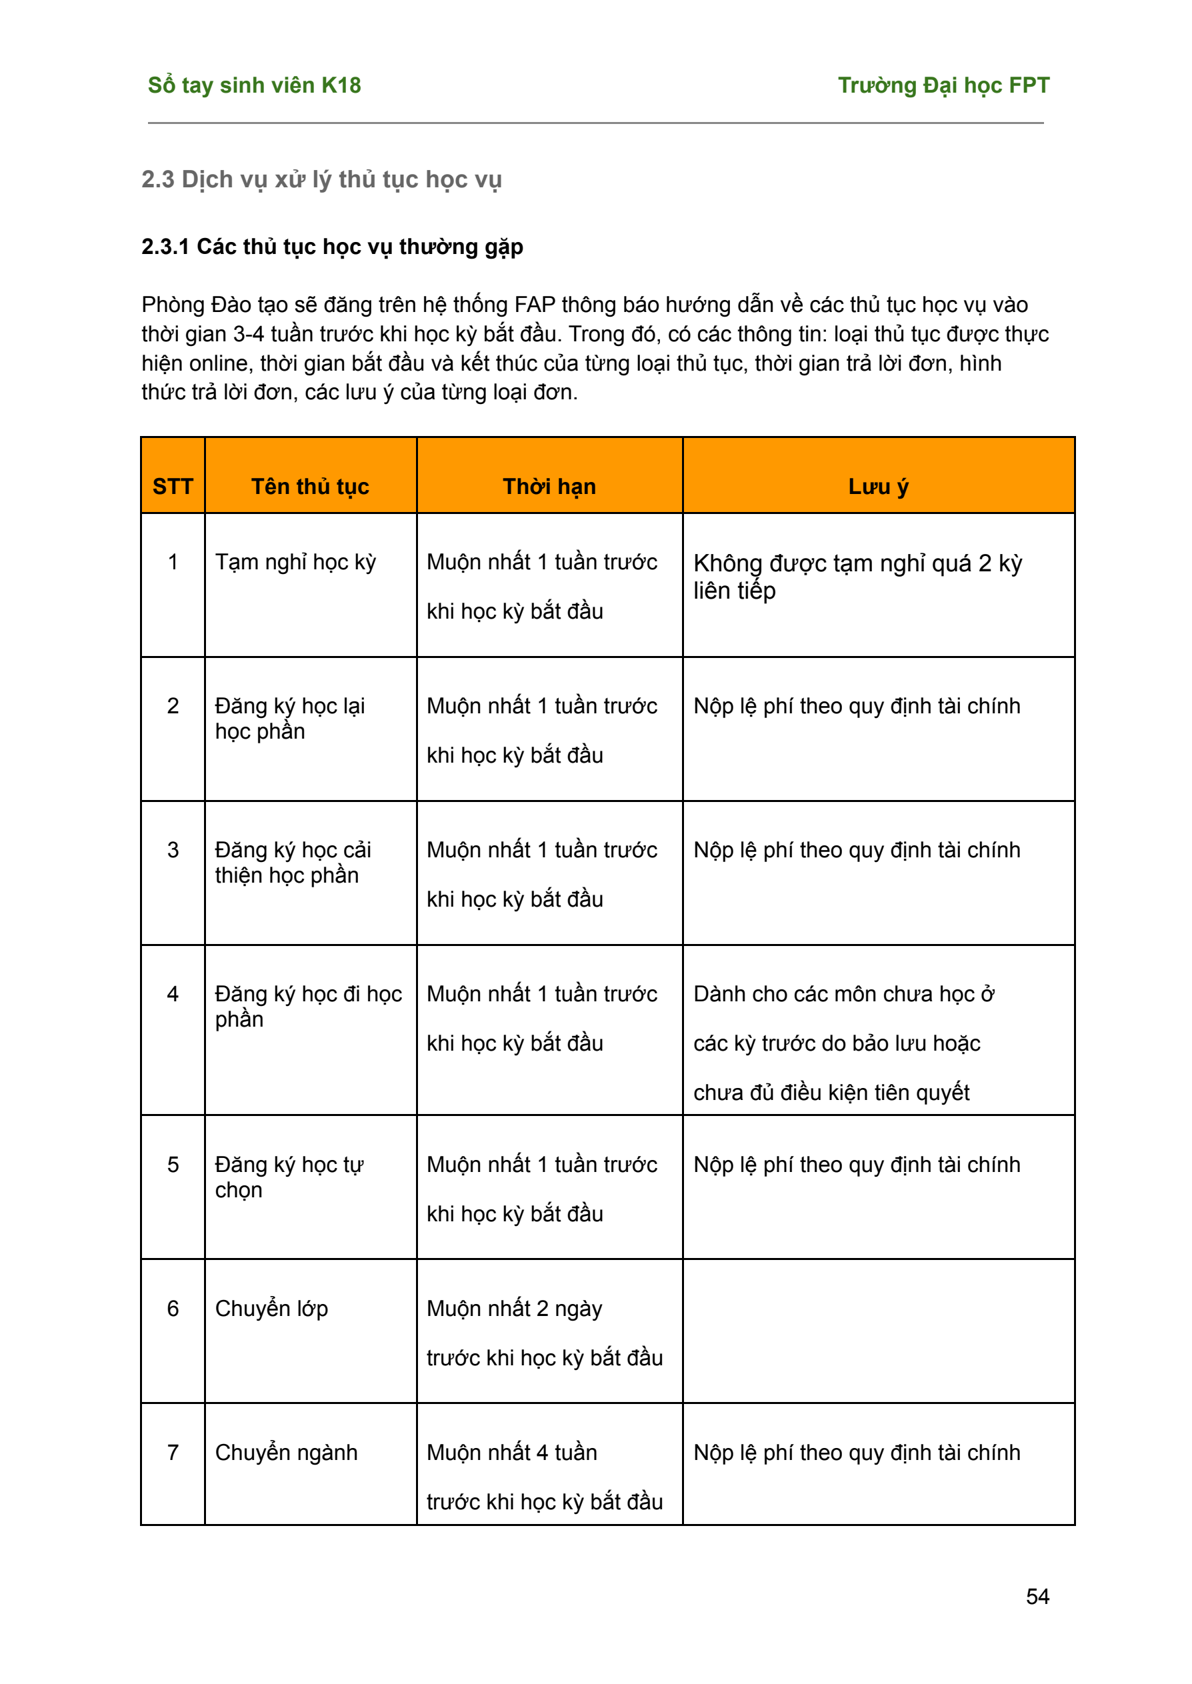 Sổ tay sinh viên K18 Trường Đại học FPT
2.3 Dịch vụ xử lý thủ tục học vụ
2.3.1 Các thủ tục học vụ thường gặp
Phòng Đào tạo sẽ đăng trên hệ thống FAP thông báo hướng dẫn về các thủ tục học vụ vào
thời gian 3-4 tuần trước khi học kỳ bắt đầu. Trong đó, có các thông tin: loại thủ tục được thực
hiện online, thời gian bắt đầu và kết thúc của từng loại thủ tục, thời gian trả lời đơn, hình
thức trả lời đơn, các lưu ý của từng loại đơn.
STT Tên thủ tục Thời hạn Lưu ý
1 Tạm nghỉ học kỳ Muộn nhất 1 tuần trước Không được tạm nghỉ quá 2 kỳ
khi học kỳ bắt đầu liên tiếp
2 Đăng ký học lại Muộn nhất 1 tuần trước Nộp lệ phí theo quy định tài chính
học phần
khi học kỳ bắt đầu
3 Đăng ký học cải Muộn nhất 1 tuần trước Nộp lệ phí theo quy định tài chính
thiện học phần
khi học kỳ bắt đầu
4 Đăng ký học đi học Muộn nhất 1 tuần trước Dành cho các môn chưa học ở
phần
khi học kỳ bắt đầu các kỳ trước do bảo lưu hoặc
chưa đủ điều kiện tiên quyết
5 Đăng ký học tự Muộn nhất 1 tuần trước Nộp lệ phí theo quy định tài chính
chọn
khi học kỳ bắt đầu
6 Chuyển lớp Muộn nhất 2 ngày
trước khi học kỳ bắt đầu
7 Chuyển ngành Muộn nhất 4 tuần Nộp lệ phí theo quy định tài chính
trước khi học kỳ bắt đầu
54